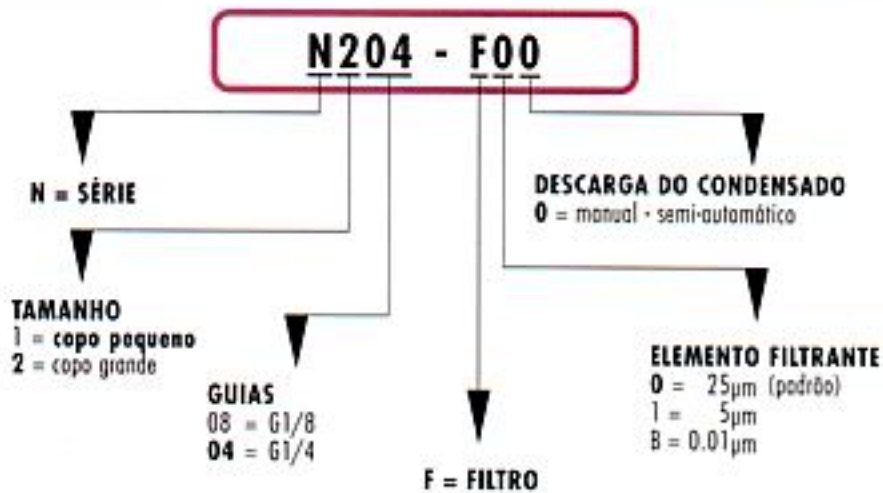 N204 - F00
N = SÉRIE
TAMANHO
1 = copo pequeno
2 = copo grande
GUIAS
08 = G1/8
04 = G1/4
F = FILTRO
DESCARGA DO CONDENSADO
0 = manual - semi-automático
ELEMENTO FILTRANTE
0 = 25µm (padrão)
1 = 5µm
B = 0.01µm